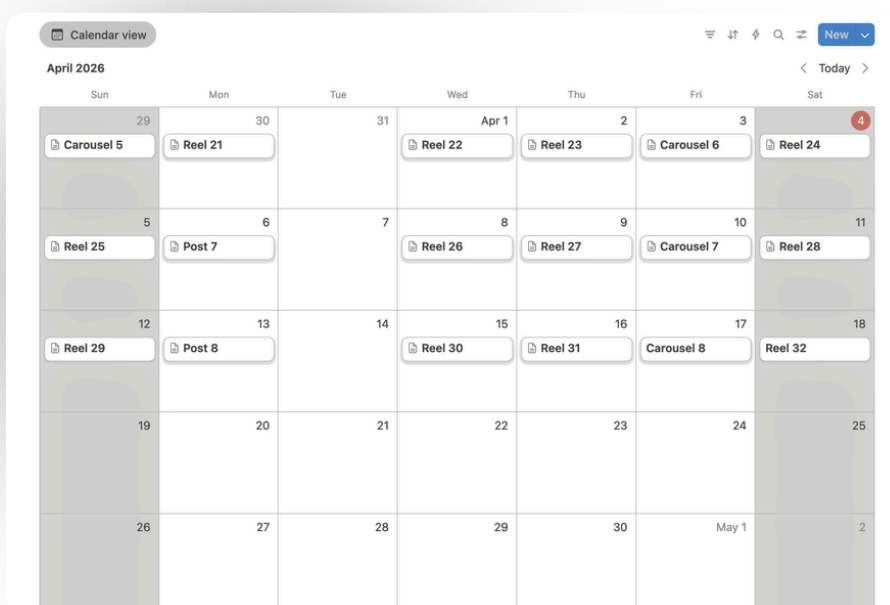 Calendar view
New
April 2026
Today
Sun Mon Tue Wed Thu Fri Sat
29 30 31 Apr 1 2 3 4
Carousel 5 Reel 21 Reel 22 Reel 23 Carousel 6 Reel 24
5 6 7 8 9 10 11
Reel 25 Post 7 Reel 26 Reel 27 Carousel 7 Reel 28
12 13 14 15 16 17 18
Reel 29 Post 8 Reel 30 Reel 31 Carousel 8 Reel 32
19 20 21 22 23 24 25
26 27 28 29 30 May 1 2